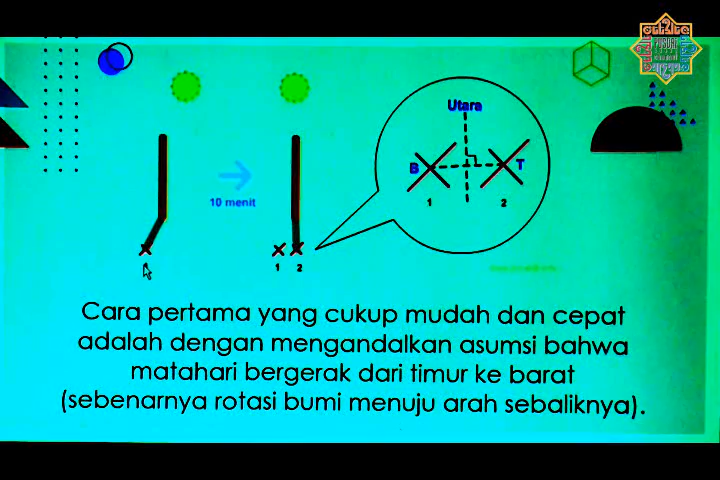 Utara
B T
1 2
10 menit
1 2
Cara pertama yang cukup mudah dan cepat
adalah dengan mengandalkan asumsi bahwa
matahari bergerak dari timur ke barat
(sebenarnya rotasi bumi menuju arah sebaliknya).